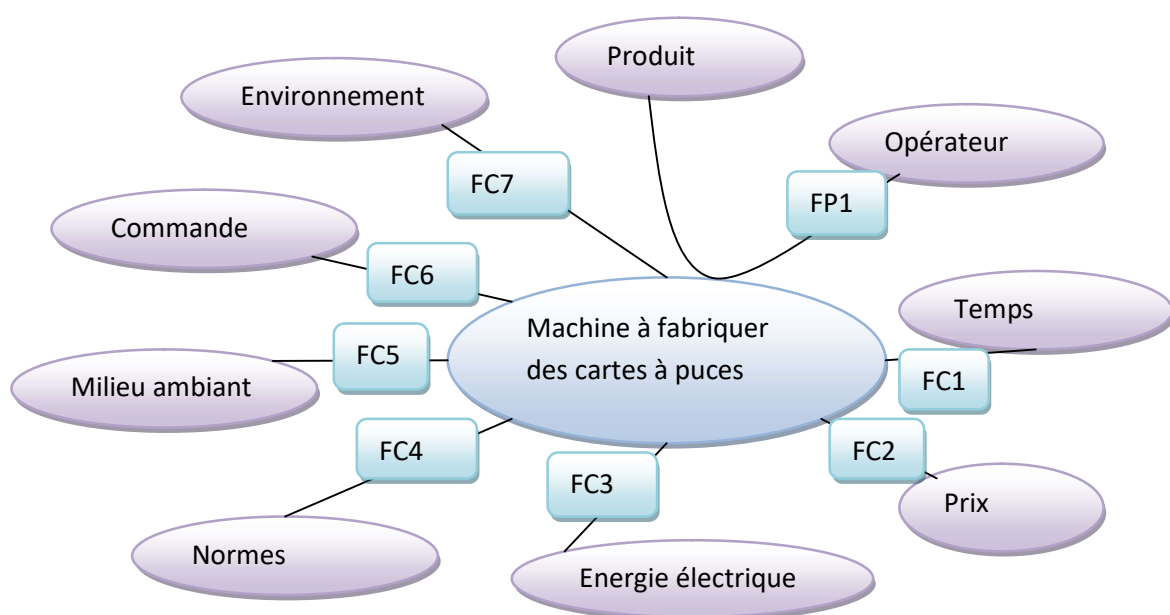 Produit
Environnement
Opérateur
FC7
FP1
Commande
FC6
Temps
Machine à fabriquer
des cartes à puces
FC5
FC1
Milieu ambiant
FC4
FC2
FC3
Prix
Normes
Energie électrique